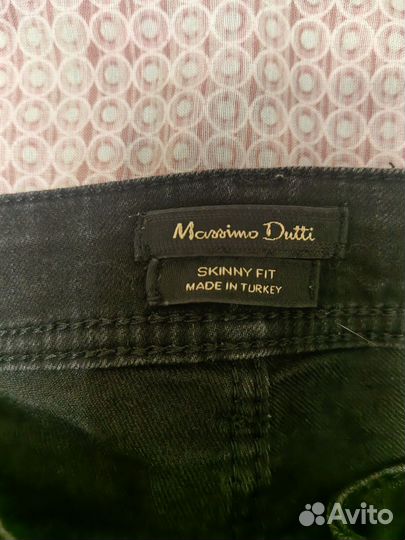 Massimo Dutti
SKINNY FIT
MADE IN TURKEY
Avito